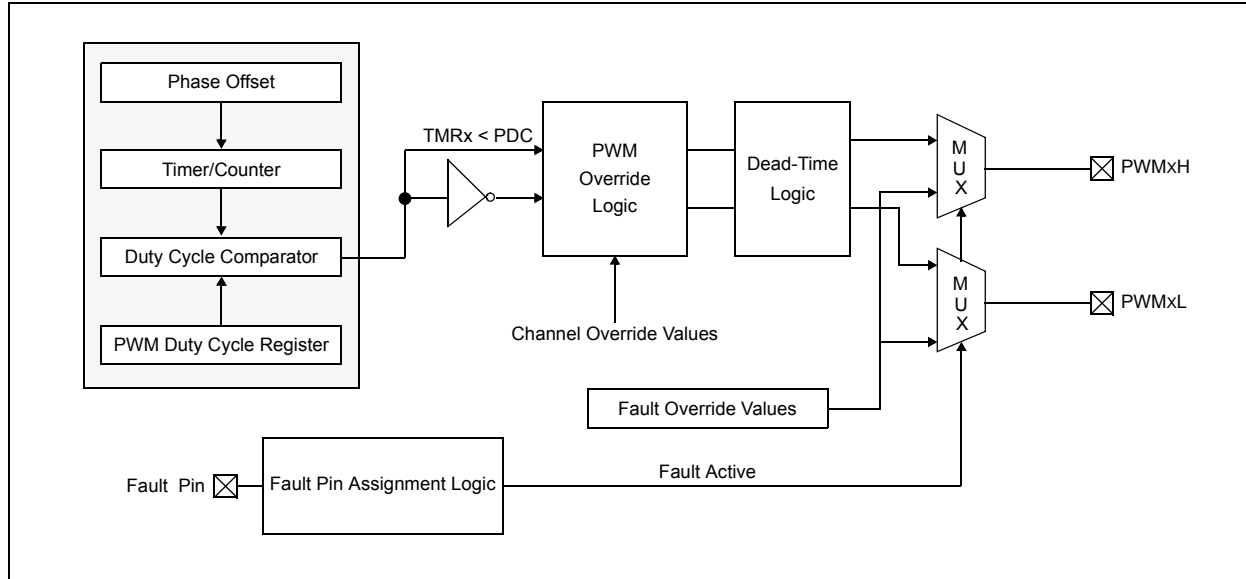 Phase Offset
Timer/Counter
Duty Cycle Comparator
PWM Duty Cycle Register
TMRx < PDC
PWM
Override
Logic
Channel Override Values
Dead-Time
Logic
M
U
X
PWMxH
M
U
X
PWMxL
Fault Override Values
Fault Pin
Fault Pin Assignment Logic
Fault Active